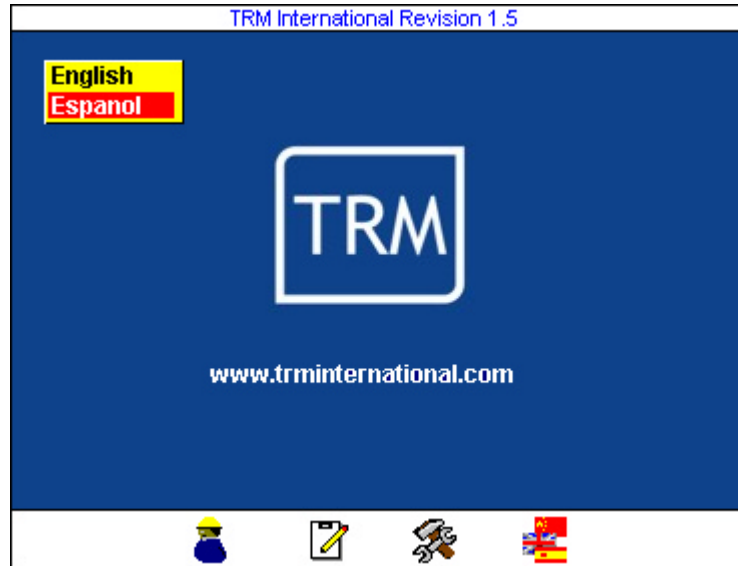 TRM International Revision 1.5
English
Espanol
TRM
www.trminternational.com